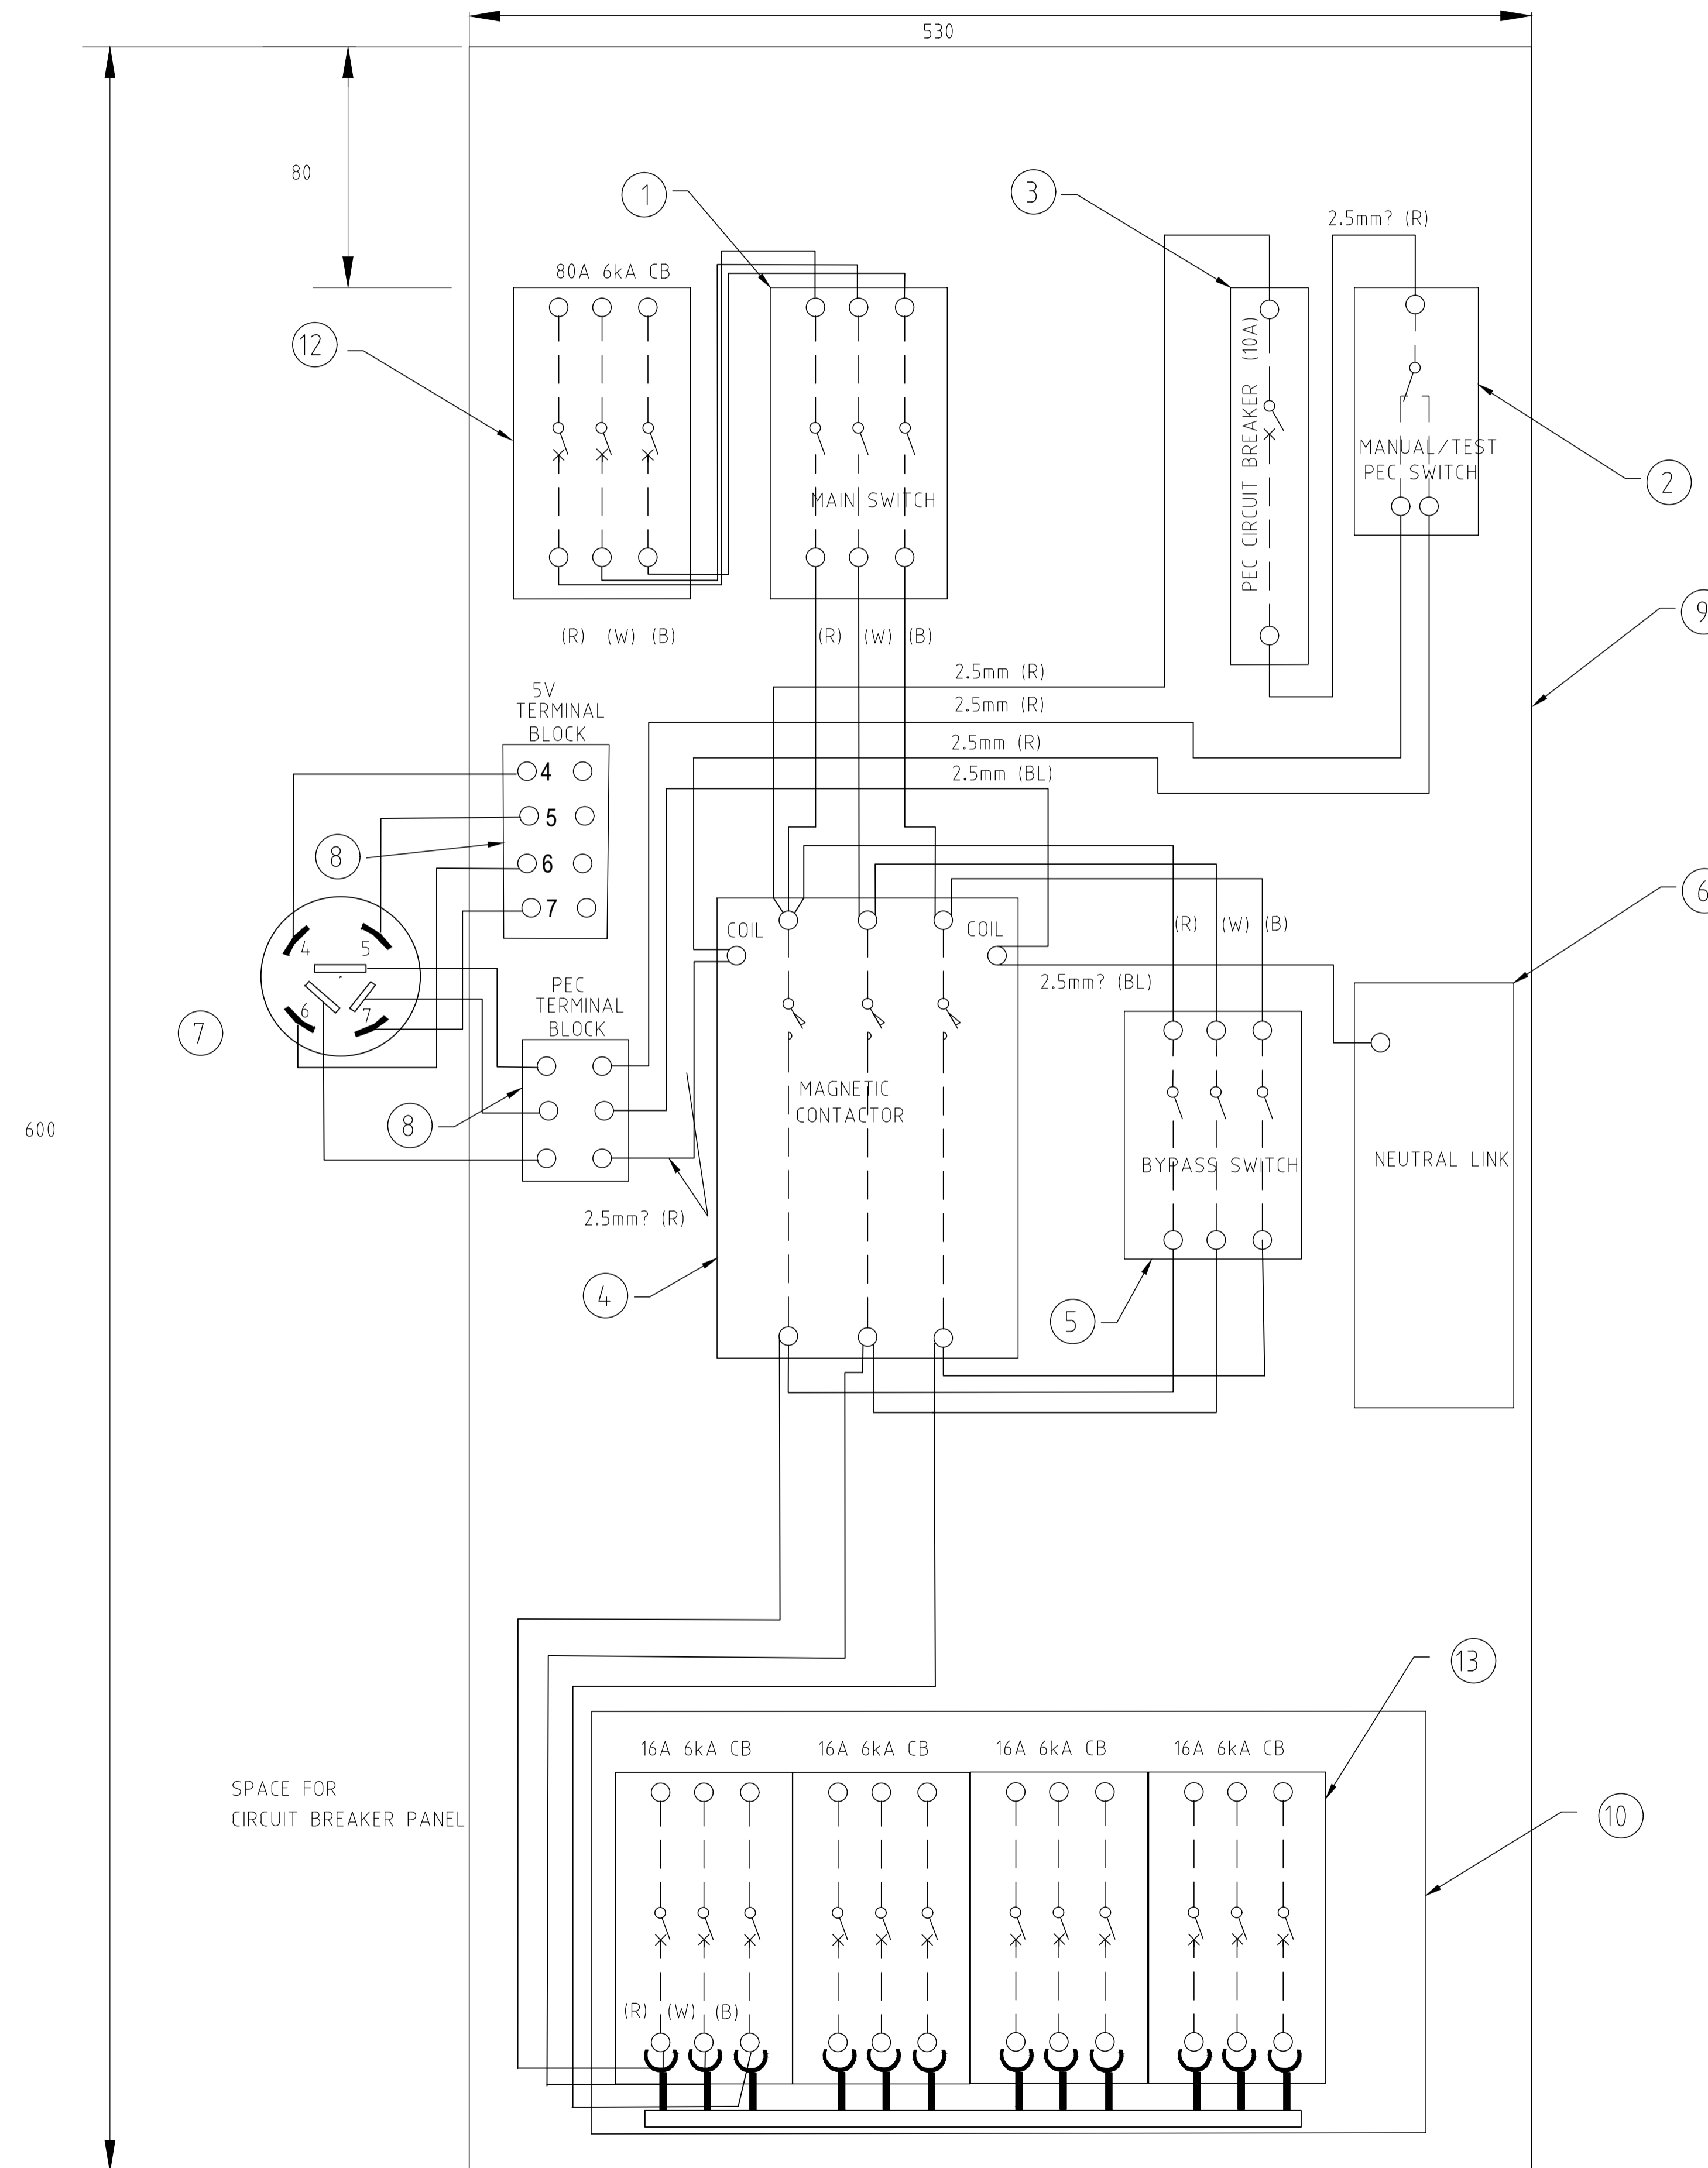 530
80
1
3
2.5mm? (R)
80A 6kA CB
12
PEC CIRCUIT BREAKER (10A)
MANUAL/TEST
PEC SWITCH
2
MAIN SWITCH
9
(R) (W) (B)
(R) (W) (B)
2.5mm (R)
2.5mm (R)
2.5mm (R)
2.5mm (BL)
5V
TERMINAL
BLOCK
4
5
6
7
8
6
COIL
COIL
(R) (W) (B)
4 5
6 7
7
2.5mm? (BL)
PEC
TERMINAL
BLOCK
8
MAGNETIC
CONTACTOR
600
BYPASS SWITCH
NEUTRAL LINK
2.5mm? (R)
4
5
13
16A 6kA CB
16A 6kA CB
16A 6kA CB
16A 6kA CB
SPACE FOR
CIRCUIT BREAKER PANEL
10
(R) (W) (B)